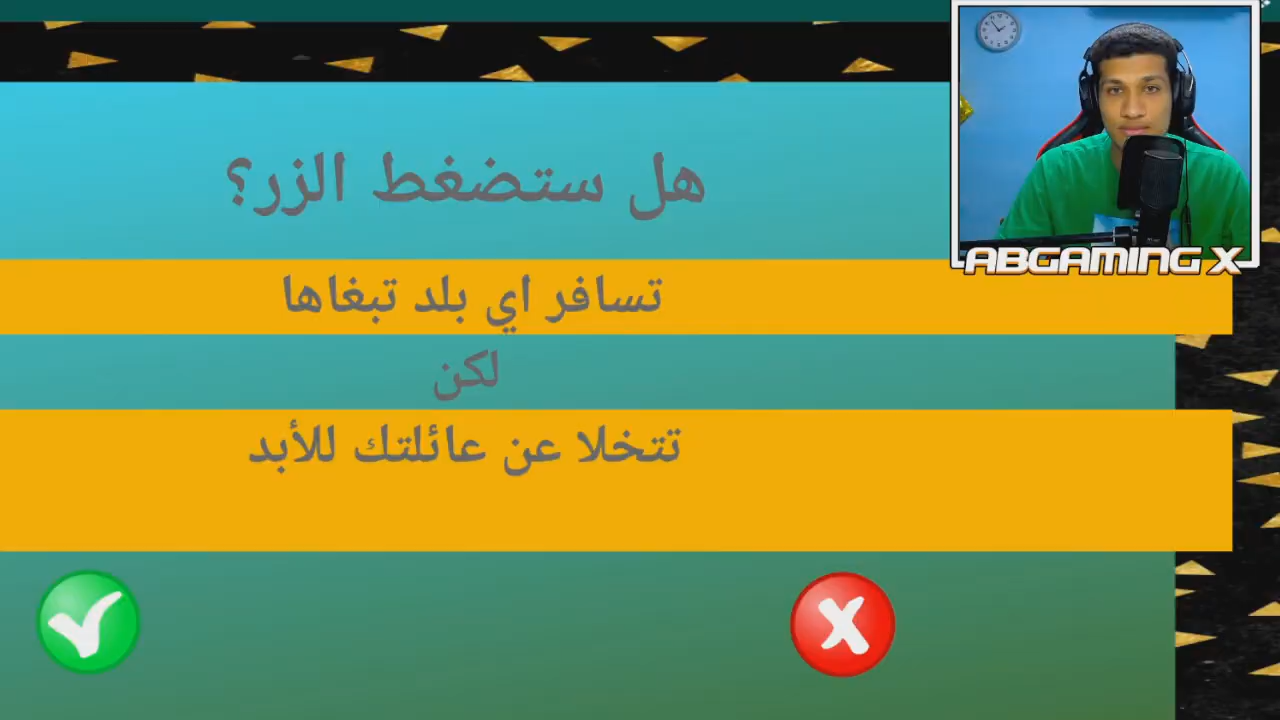 هل ستضغط الزر؟
تسافر اي بلد تبغاها
لكن
تتخلا عن عائلتك للأبد
ABGAMING X